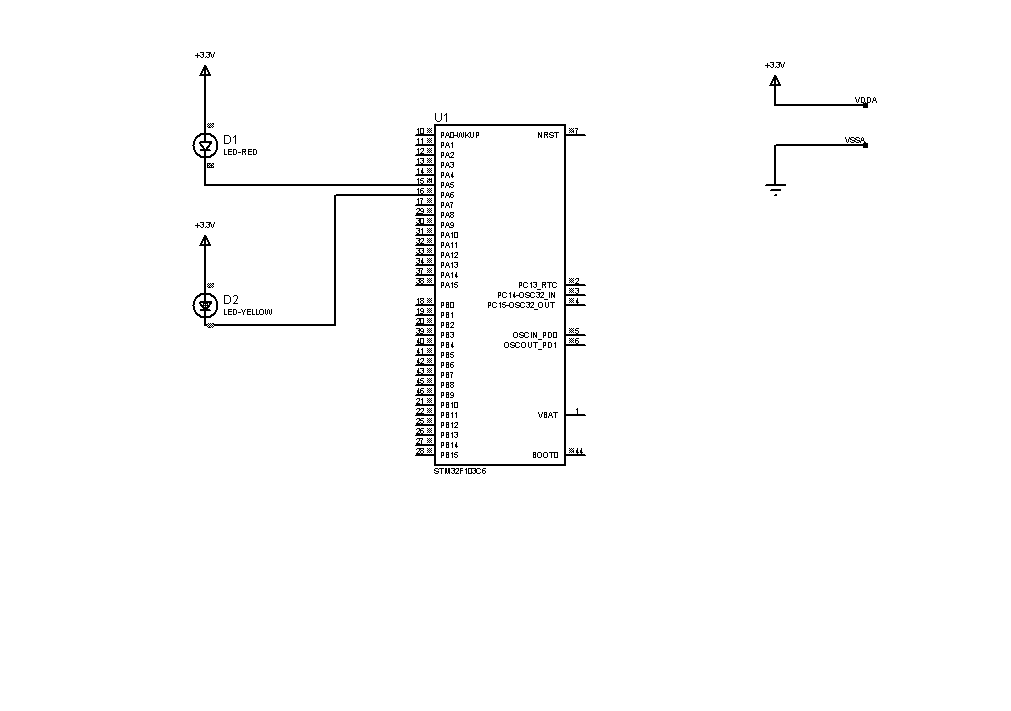 +3.3V
D1
LED-RED
+3.3V
D2
LED-YELLOW
U1
10 PA0-WKUP
11 PA1
12 PA2
13 PA3
14 PA4
15 PA5
16 PA6
17 PA7
29 PA8
30 PA9
31 PA10
32 PA11
33 PA12
34 PA13
37 PA14
38 PA15
18 PB0
19 PB1
20 PB2
39 PB3
40 PB4
41 PB5
42 PB6
43 PB7
45 PB8
46 PB9
21 PB10
22 PB11
25 PB12
26 PB13
27 PB14
28 PB15
NRST 7
PC13_RTC 2
PC14-OSC32_IN 3
PC15-OSC32_OUT 4
OSCIN_PD0 5
OSCOUT_PD1 6
VBAT 1
BOOT0 44
STM32F103C6
+3.3V
VDDA
VSSA